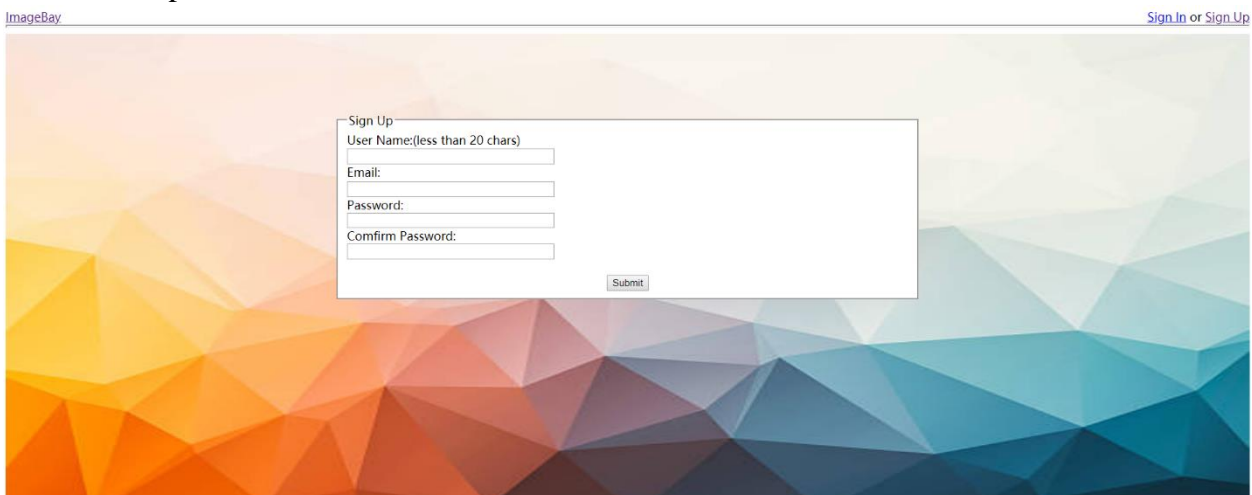 ImageBay Sign In or Sign Up
Sign Up
User Name:(less than 20 chars)
Email:
Password:
Comfirm Password:
Submit